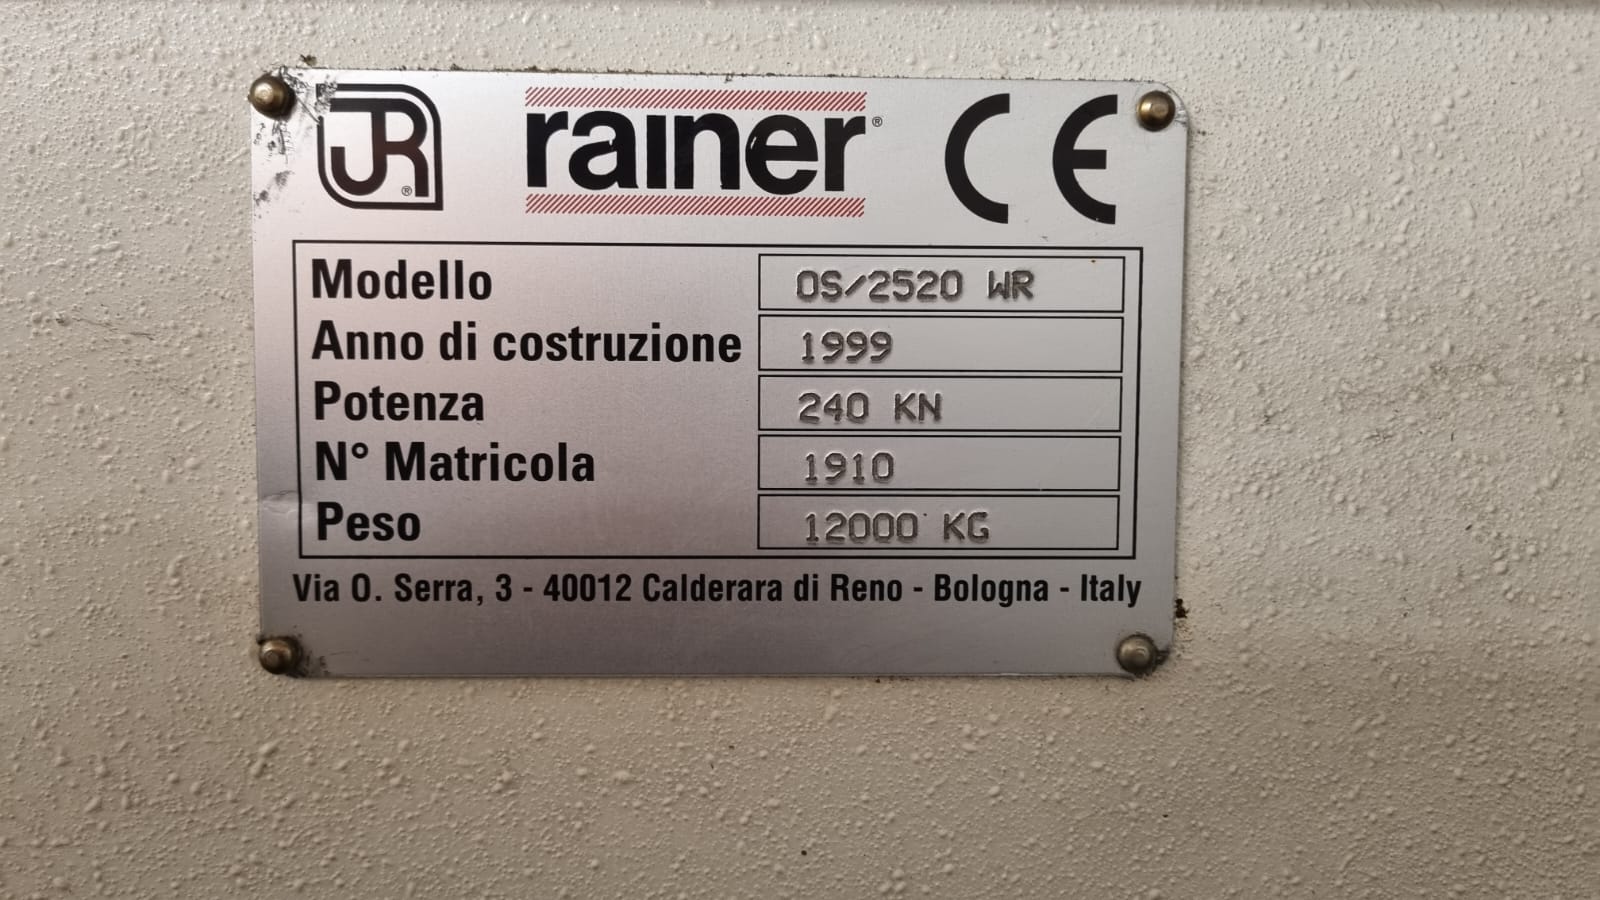 JR® rainer® CE
Modello OS/2520 WR
Anno di costruzione 1999
Potenza 240 KN
N° Matricola 1910
Peso 12000 KG
Via O. Serra, 3 - 40012 Calderara di Reno - Bologna - Italy